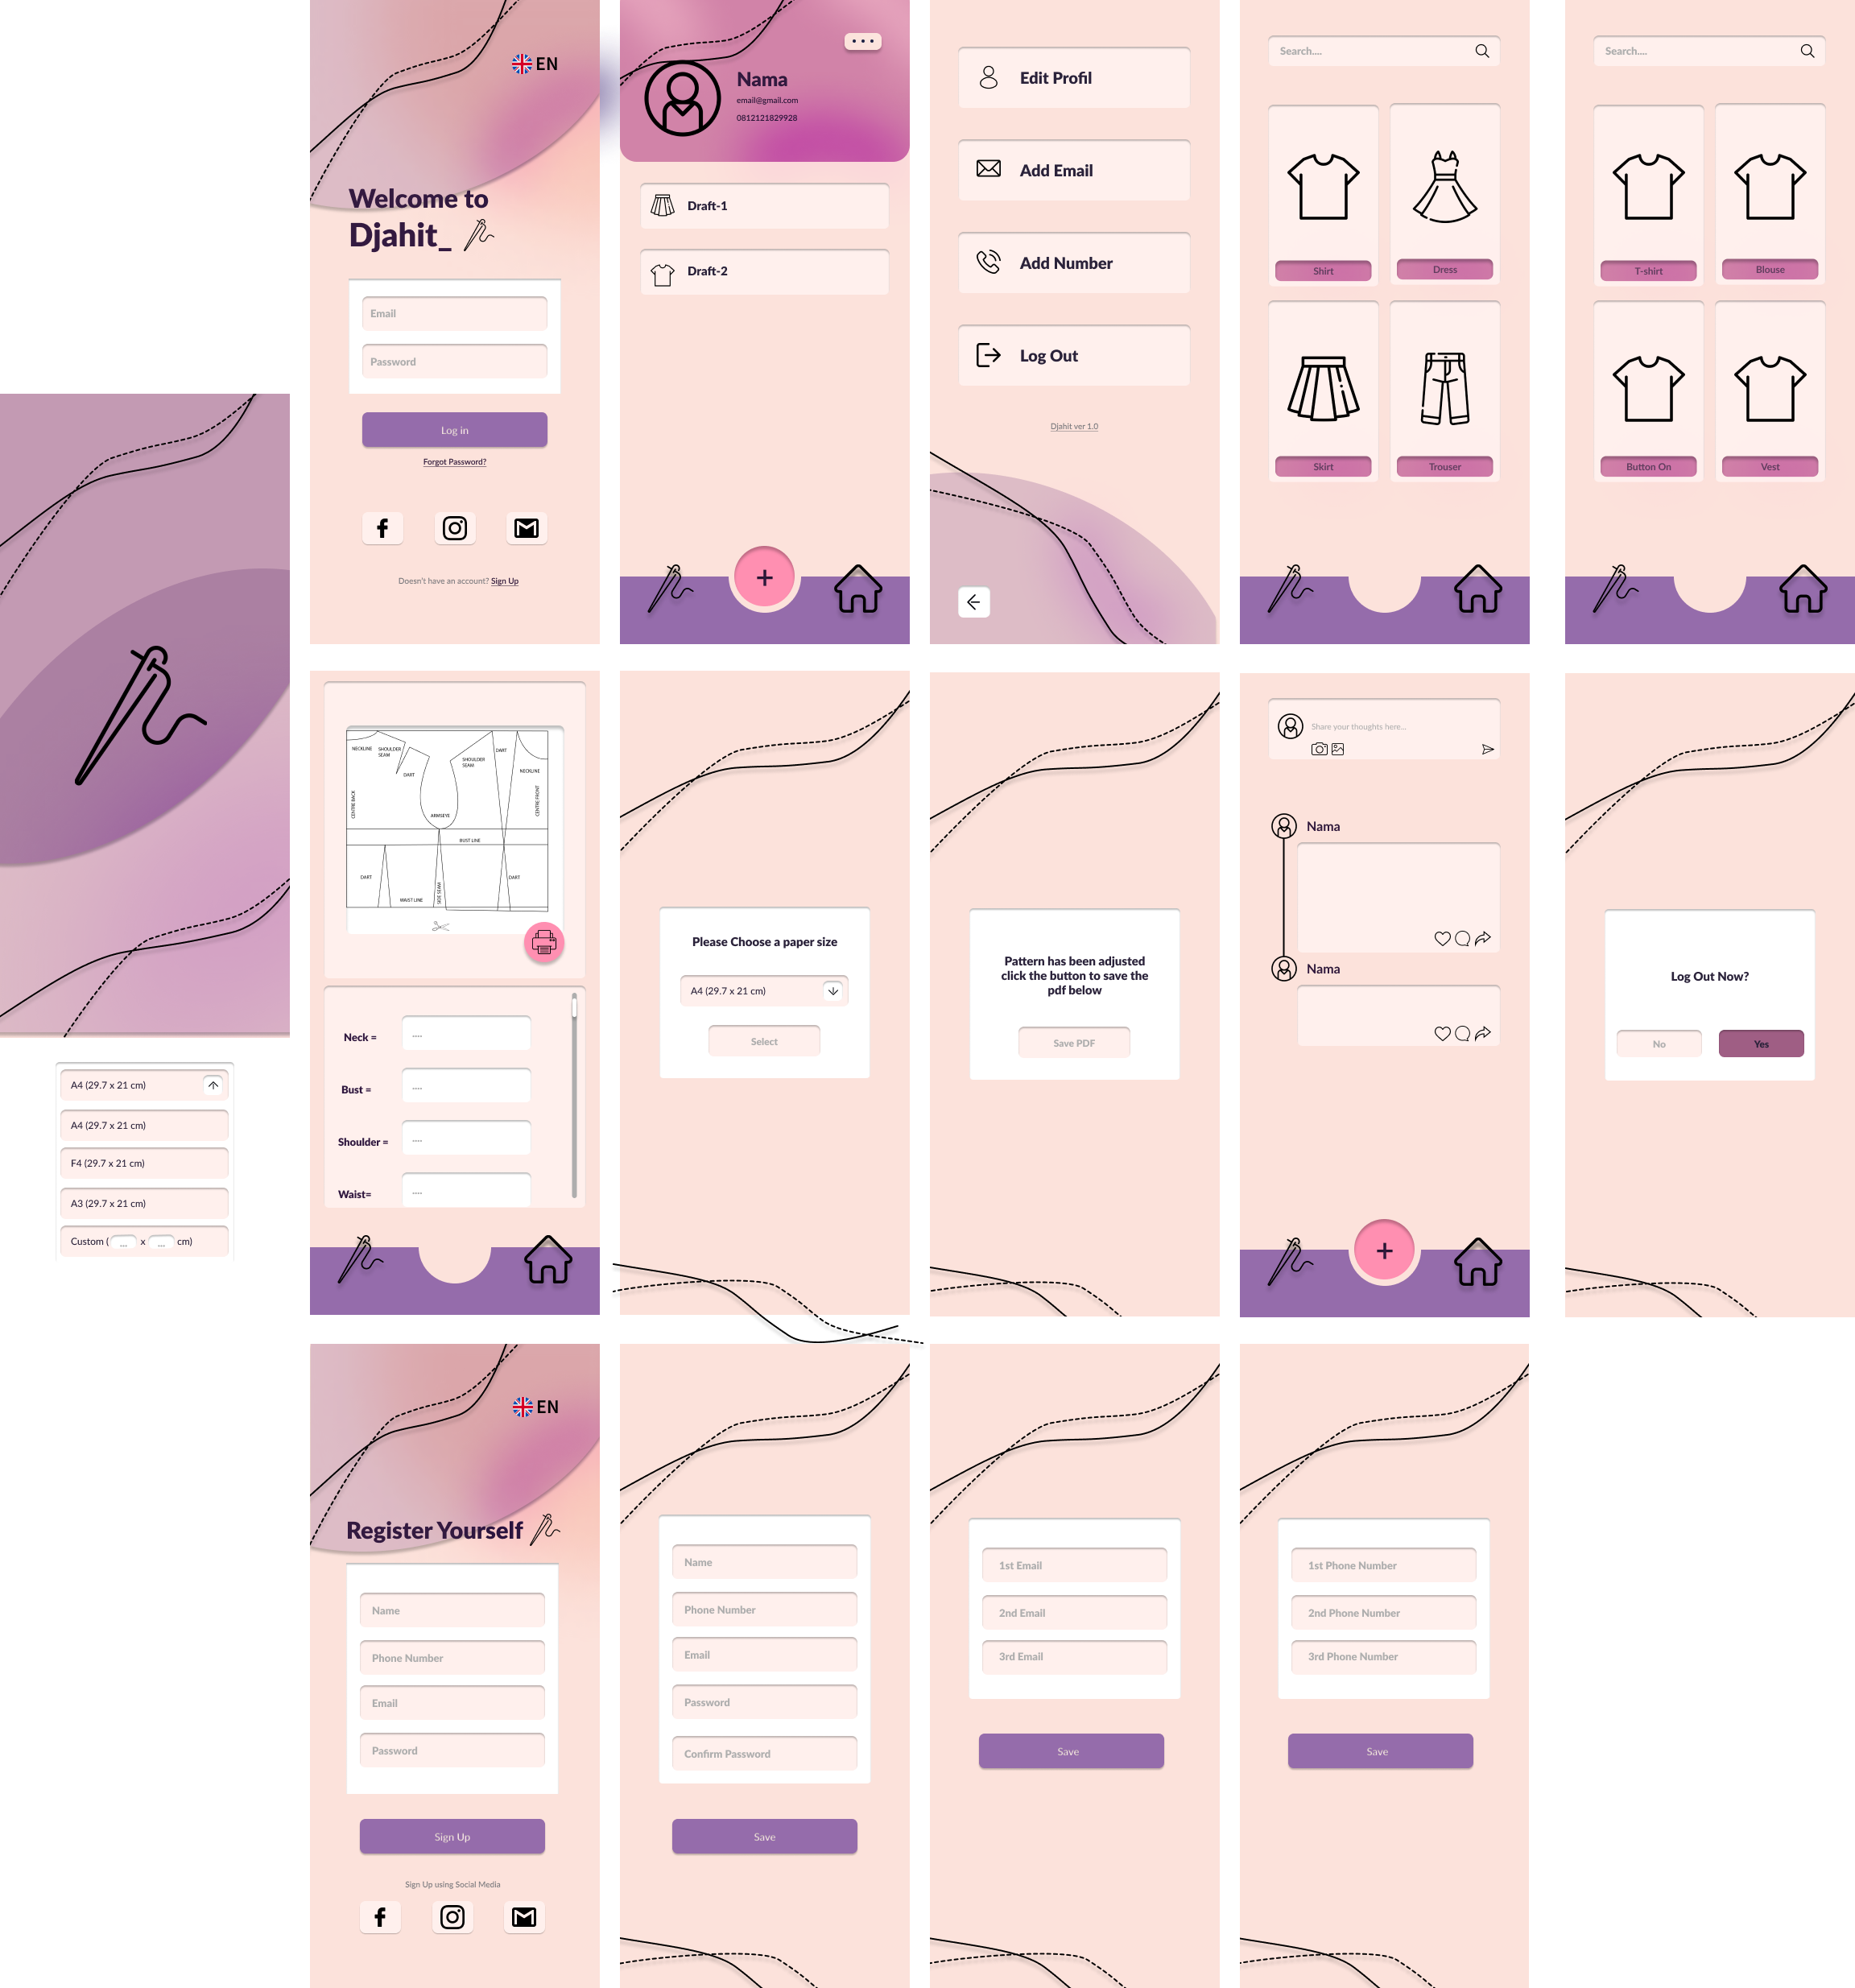 EN
Welcome to
Djahit_
Email
Password
Log in
Forgot Password?
Doesn't have an account? Sign Up
Nama
email@gmail.com
0812121829928
Draft-1
Draft-2
+
Edit Profil
Add Email
Add Number
Log Out
Djahit ver 1.0
Search....
Shirt
Dress
Skirt
Trouser
Search....
T-shirt
Blouse
Button On
Vest
A4 (29.7 x 21 cm)
A4 (29.7 x 21 cm)
F4 (29.7 x 21 cm)
A3 (29.7 x 21 cm)
Custom ( ... x ... cm)
NECKLINE
SHOULDER
SEAM
DART
SHOULDER
SEAM
DART
NECKLINE
CENTRE BACK
CENTRE FRONT
ARMSEYE
BUST LINE
DART
SIDE SEAM
DART
WAIST LINE
Neck = ....
Bust = ....
Shoulder = ....
Waist= ....
Please Choose a paper size
A4 (29.7 x 21 cm)
Select
Pattern has been adjusted
click the button to save the
pdf below
Save PDF
Share your thoughts here...
Nama
Nama
+
Log Out Now?
No
Yes
EN
Register Yourself
Name
Phone Number
Email
Password
Sign Up
Sign Up using Social Media
Name
Phone Number
Email
Password
Confirm Password
Save
1st Email
2nd Email
3rd Email
Save
1st Phone Number
2nd Phone Number
3rd Phone Number
Save